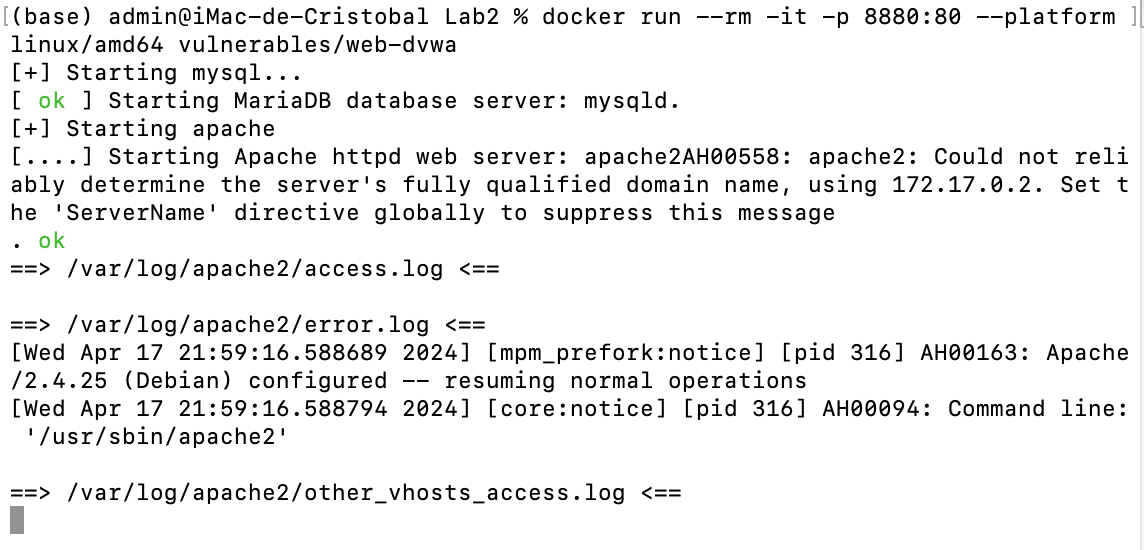 [(base) admin@iMac-de-Cristobal Lab2 % docker run --rm -it -p 8880:80 --platform ]
linux/amd64 vulnerables/web-dvwa
[+] Starting mysql...
[ ok ] Starting MariaDB database server: mysqld.
[+] Starting apache
[....] Starting Apache httpd web server: apache2AH00558: apache2: Could not reli
ably determine the server's fully qualified domain name, using 172.17.0.2. Set t
he 'ServerName' directive globally to suppress this message
. ok
==> /var/log/apache2/access.log <==
==> /var/log/apache2/error.log <==
[Wed Apr 17 21:59:16.588689 2024] [mpm_prefork:notice] [pid 316] AH00163: Apache
/2.4.25 (Debian) configured -- resuming normal operations
[Wed Apr 17 21:59:16.588794 2024] [core:notice] [pid 316] AH00094: Command line:
 '/usr/sbin/apache2'
==> /var/log/apache2/other_vhosts_access.log <==